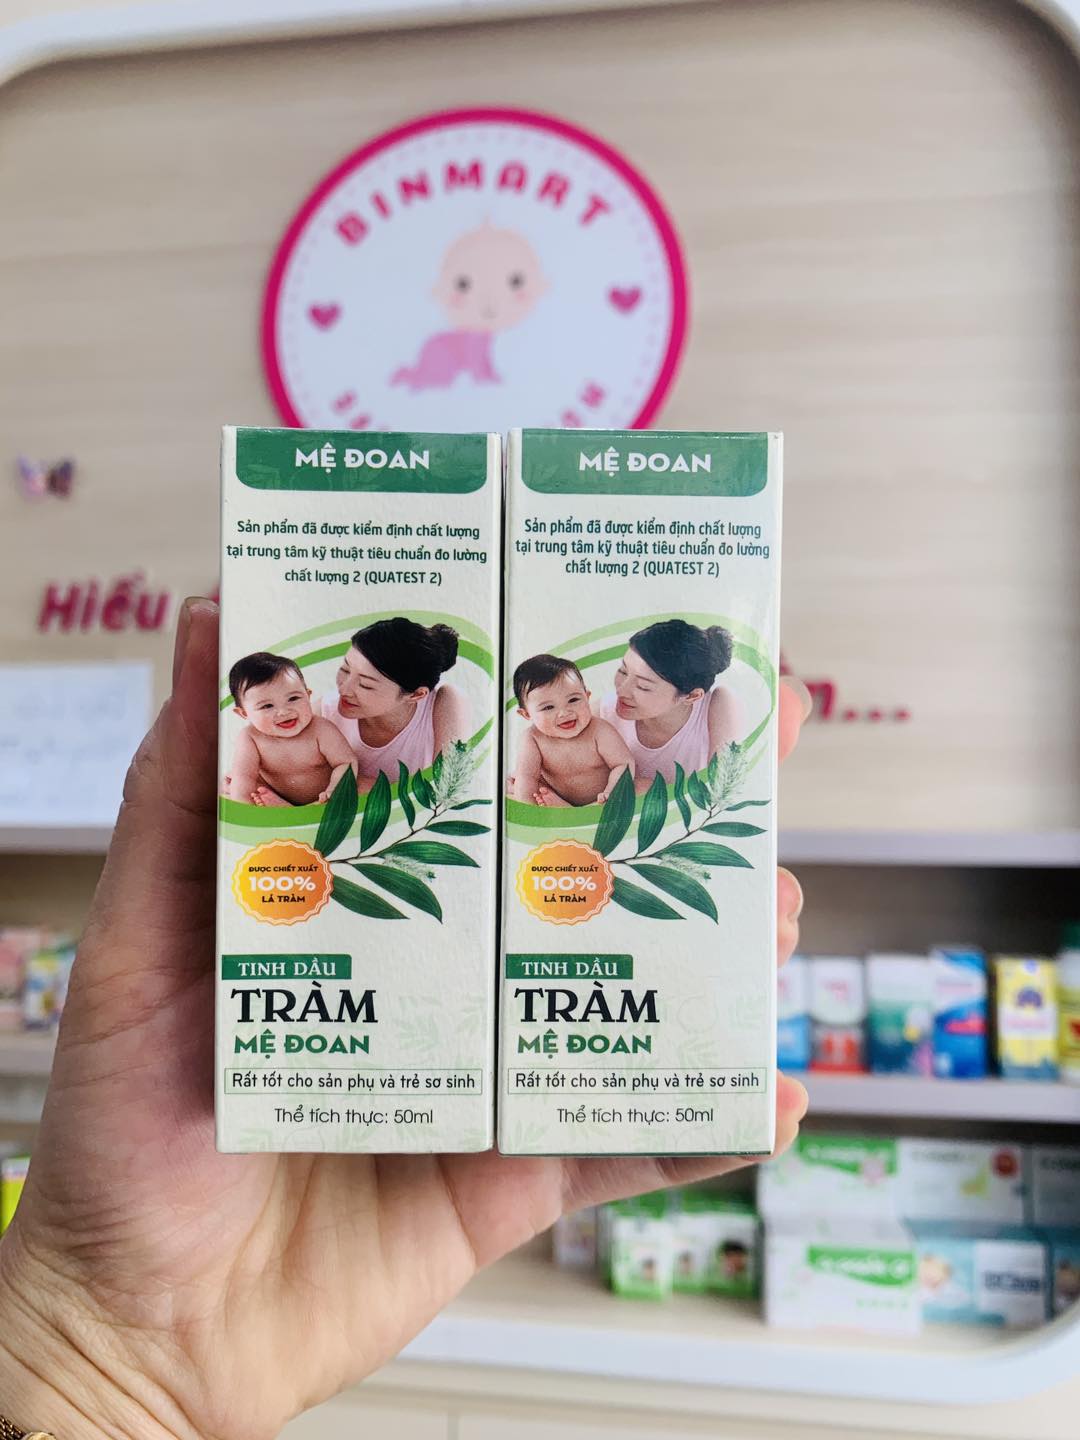 BINMART
Hiếu
MỆ ĐOAN
Sản phẩm đã được kiểm định chất lượng
tại trung tâm kỹ thuật tiêu chuẩn đo lường
chất lượng 2 (QUATEST 2)
ĐƯỢC CHIẾT XUẤT
100%
LÁ TRÀM
TINH DẦU
TRÀM
MỆ ĐOAN
Rất tốt cho sản phụ và trẻ sơ sinh
Thể tích thực: 50ml
MỆ ĐOAN
Sản phẩm đã được kiểm định chất lượng
tại trung tâm kỹ thuật tiêu chuẩn đo lường
chất lượng 2 (QUATEST 2)
ĐƯỢC CHIẾT XUẤT
100%
LÁ TRÀM
TINH DẦU
TRÀM
MỆ ĐOAN
Rất tốt cho sản phụ và trẻ sơ sinh
Thể tích thực: 50ml